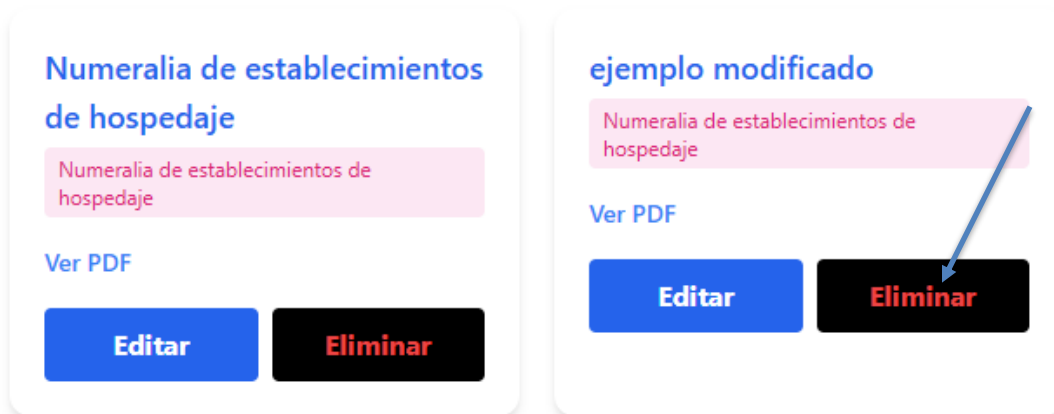 Numeralia de establecimientos
de hospedaje
Numeralia de establecimientos de
hospedaje
Ver PDF
Editar
Eliminar
ejemplo modificado
Numeralia de establecimientos de
hospedaje
Ver PDF
Editar
Eliminar